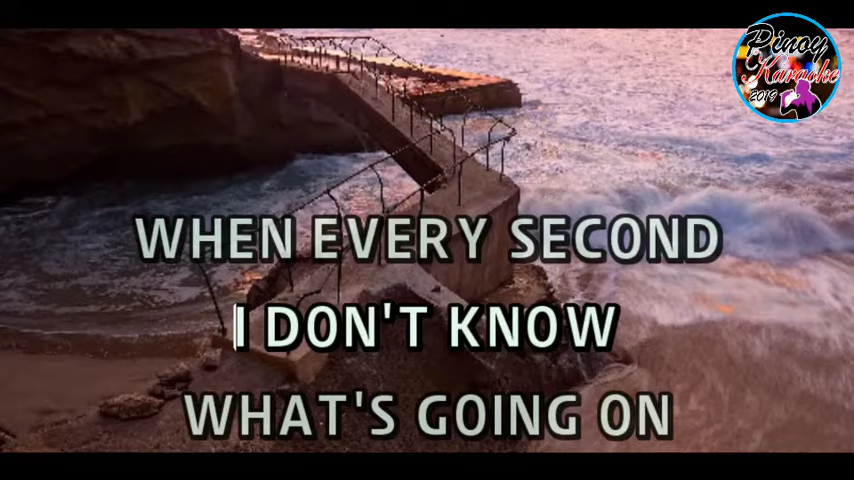 Pinoy
Karaoke
2019
WHEN EVERY SECOND
I DON'T KNOW
WHAT'S GOING ON